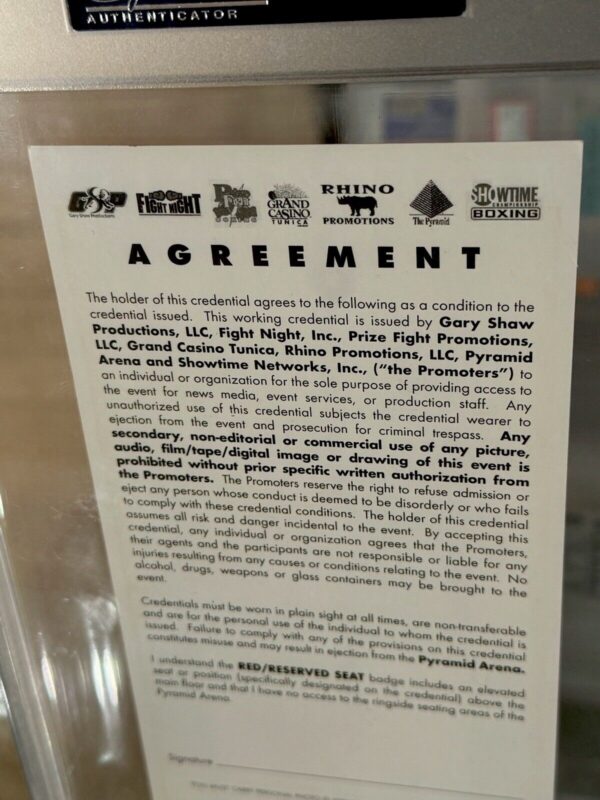 AUTHENTICATOR
GSP
Gary Shaw Productions
FIGHT NIGHT
GRAND
CASINO
TUNICA
RHINO
PROMOTIONS
The Pyramid
SHOWTIME
CHAMPIONSHIP
BOXING
AGREEMENT
The holder of this credential agrees to the following as a condition to the
credential issued. This working credential is issued by Gary Shaw
Productions, LLC, Fight Night, Inc., Prize Fight Promotions,
LLC, Grand Casino Tunica, Rhino Promotions, LLC, Pyramid
Arena and Showtime Networks, Inc., ("the Promoters") to
an individual or organization for the sole purpose of providing access to
the event for news media, event services, or production staff. Any
unauthorized use of this credential subjects the credential wearer to
ejection from the event and prosecution for criminal trespass. Any
secondary, non-editorial or commercial use of any picture,
audio, film/tape/digital image or drawing of this event is
prohibited without prior specific written authorization from
the Promoters. The Promoters reserve the right to refuse admission or
eject any person whose conduct is deemed to be disorderly or who fails
to comply with these credential conditions. The holder of this credential
assumes all risk and danger incidental to the event. By accepting this
credential, any individual or organization agrees that the Promoters,
their agents and the participants are not responsible or liable for any
injuries resulting from any causes or conditions relating to the event. No
alcohol, drugs, weapons or glass containers may be brought to the
event.
Credentials must be worn in plain sight at all times, are non-transferable
and are for the personal use of the individual to whom the credential is
issued. Failure to comply with any of the provisions on this credential
constitutes misuse and may result in ejection from the Pyramid Arena.
I understand the RED/RESERVED SEAT badge includes an elevated
seat or position (specifically designated on the credential) above the
main floor and that I have no access to the ringside seating areas of the
Pyramid Arena.
Signature